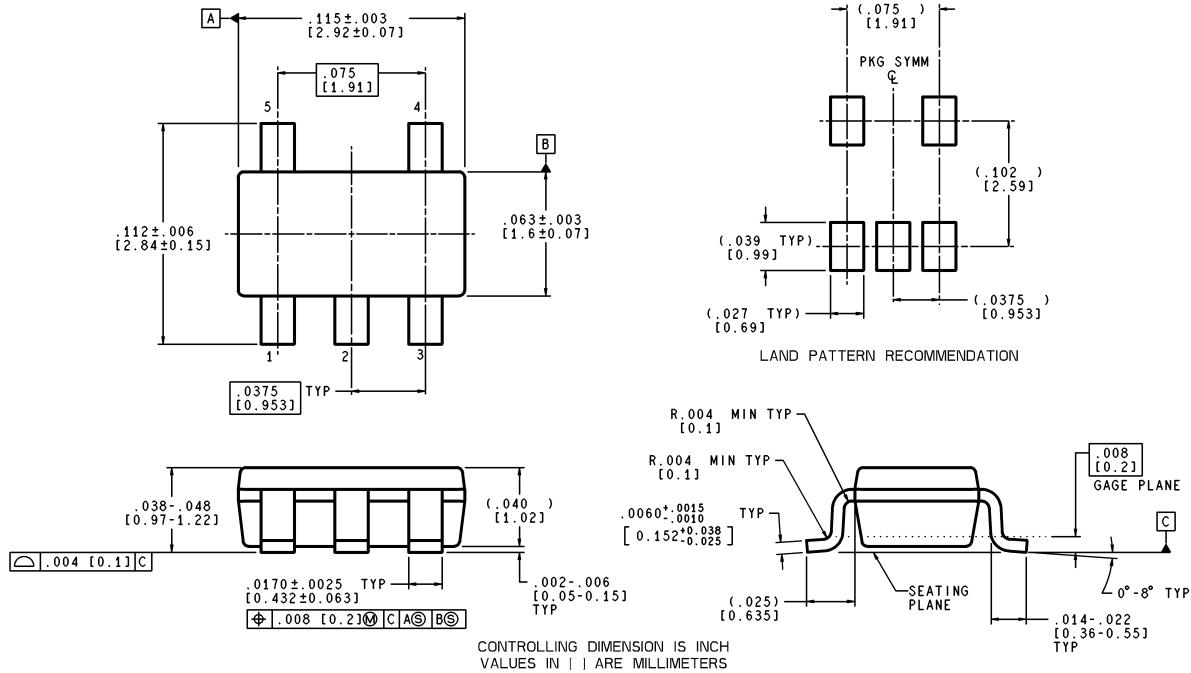 A
.115±.003
[2.92±0.07]
.075
[1.91]
5
4
B
.112±.006
[2.84±0.15]
.063±.003
[1.6±0.07]
1
2
3
.0375 TYP
[0.953]
(.075 )
[1.91]
PKG SYMM
℄
(.102 )
[2.59]
(.039 TYP)
[0.99]
(.027 TYP)
[0.69]
(.0375 )
[0.953]
LAND PATTERN RECOMMENDATION
.038-.048
[0.97-1.22]
(.040 )
[1.02]
⌓ .004 [0.1] C
.0170±.0025 TYP
[0.432±0.063]
⌖ .008 [0.2]Ⓜ C AⓈ BⓈ
.002-.006
[0.05-0.15]
TYP
R.004 MIN TYP
[0.1]
R.004 MIN TYP
[0.1]
.0060+.0015 -.0010 TYP
[0.152+0.038 -0.025]
.008
[0.2]
GAGE PLANE
C
SEATING
PLANE
(.025)
[0.635]
0°-8° TYP
.014-.022
[0.36-0.55]
TYP
CONTROLLING DIMENSION IS INCH
VALUES IN [ ] ARE MILLIMETERS